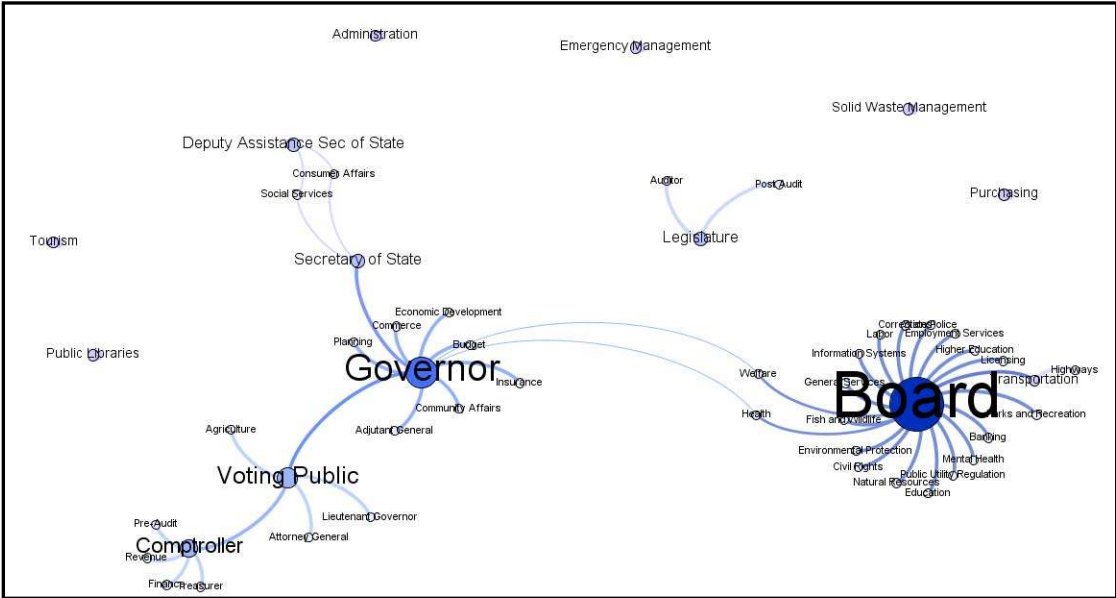 Administration
Emergency Management
Solid Waste Management
Deputy Assistance Sec of State
Consumer Affairs
Social Services
Auditor
Post Audit
Purchasing
Tourism
Legislature
Secretary of State
Economic Development
Commerce
Planning
Budget
Public Libraries
Governor
Insurance
Community Affairs
Adjutant General
Agriculture
Voting Public
Lieutenant Governor
Attorney General
Pre-Audit
Comptroller
Revenue
Finance
Treasurer
Welfare
Health
Corrections
Police
Labor
Employment Services
Information Systems
Higher Education
Licensing
Highways
Transportation
General Services
Board
Fish and Wildlife
Parks and Recreation
Banking
Environmental Protection
Mental Health
Civil Rights
Public Utility Regulation
Natural Resources
Education